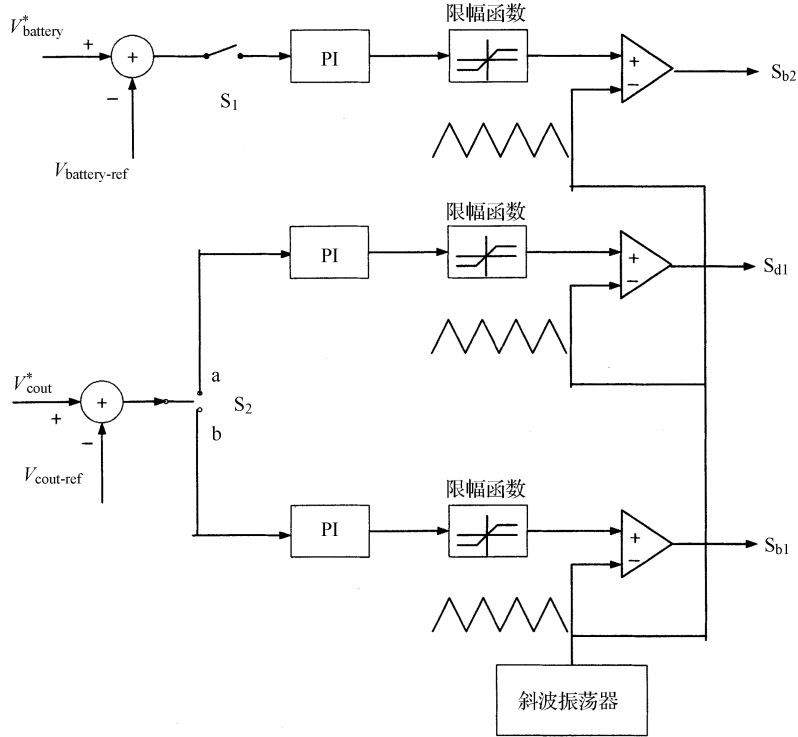 限幅函数
V*battery
+
+
PI
+
−
Sb2
−
S1
Vbattery-ref
限幅函数
PI
+
−
Sd1
a
V*cout
+
S2
+
b
−
Vcout-ref
限幅函数
PI
+
−
Sb1
斜波振荡器